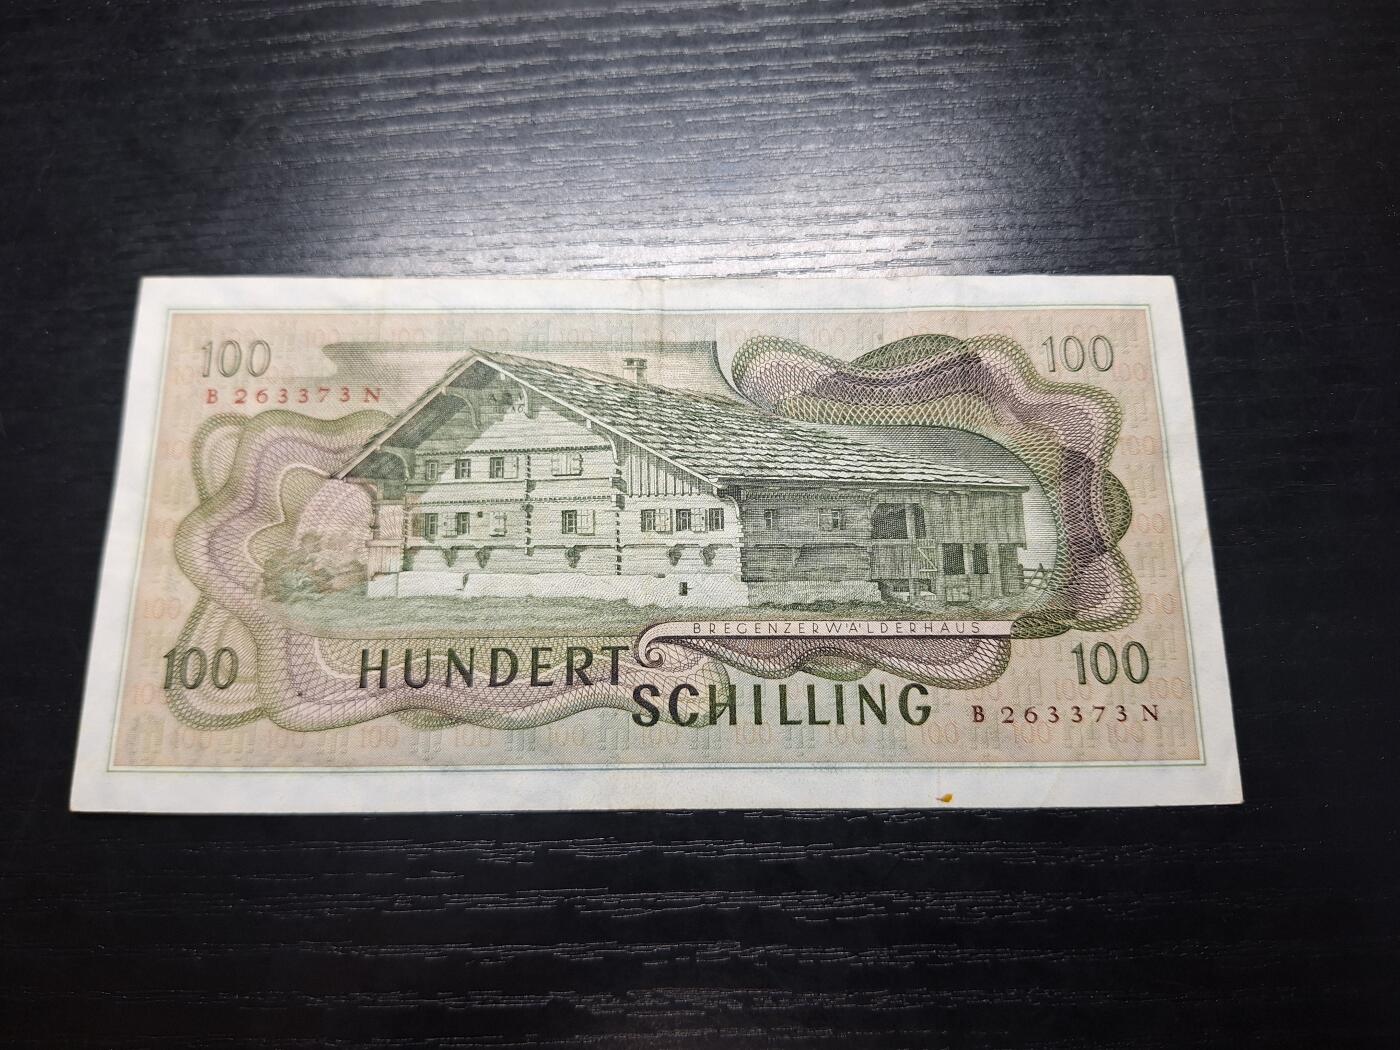 100
100
B 263373 N
BREGENZERWÄLDERHAUS
100
HUNDERT
100
SCHILLING
B 263373 N